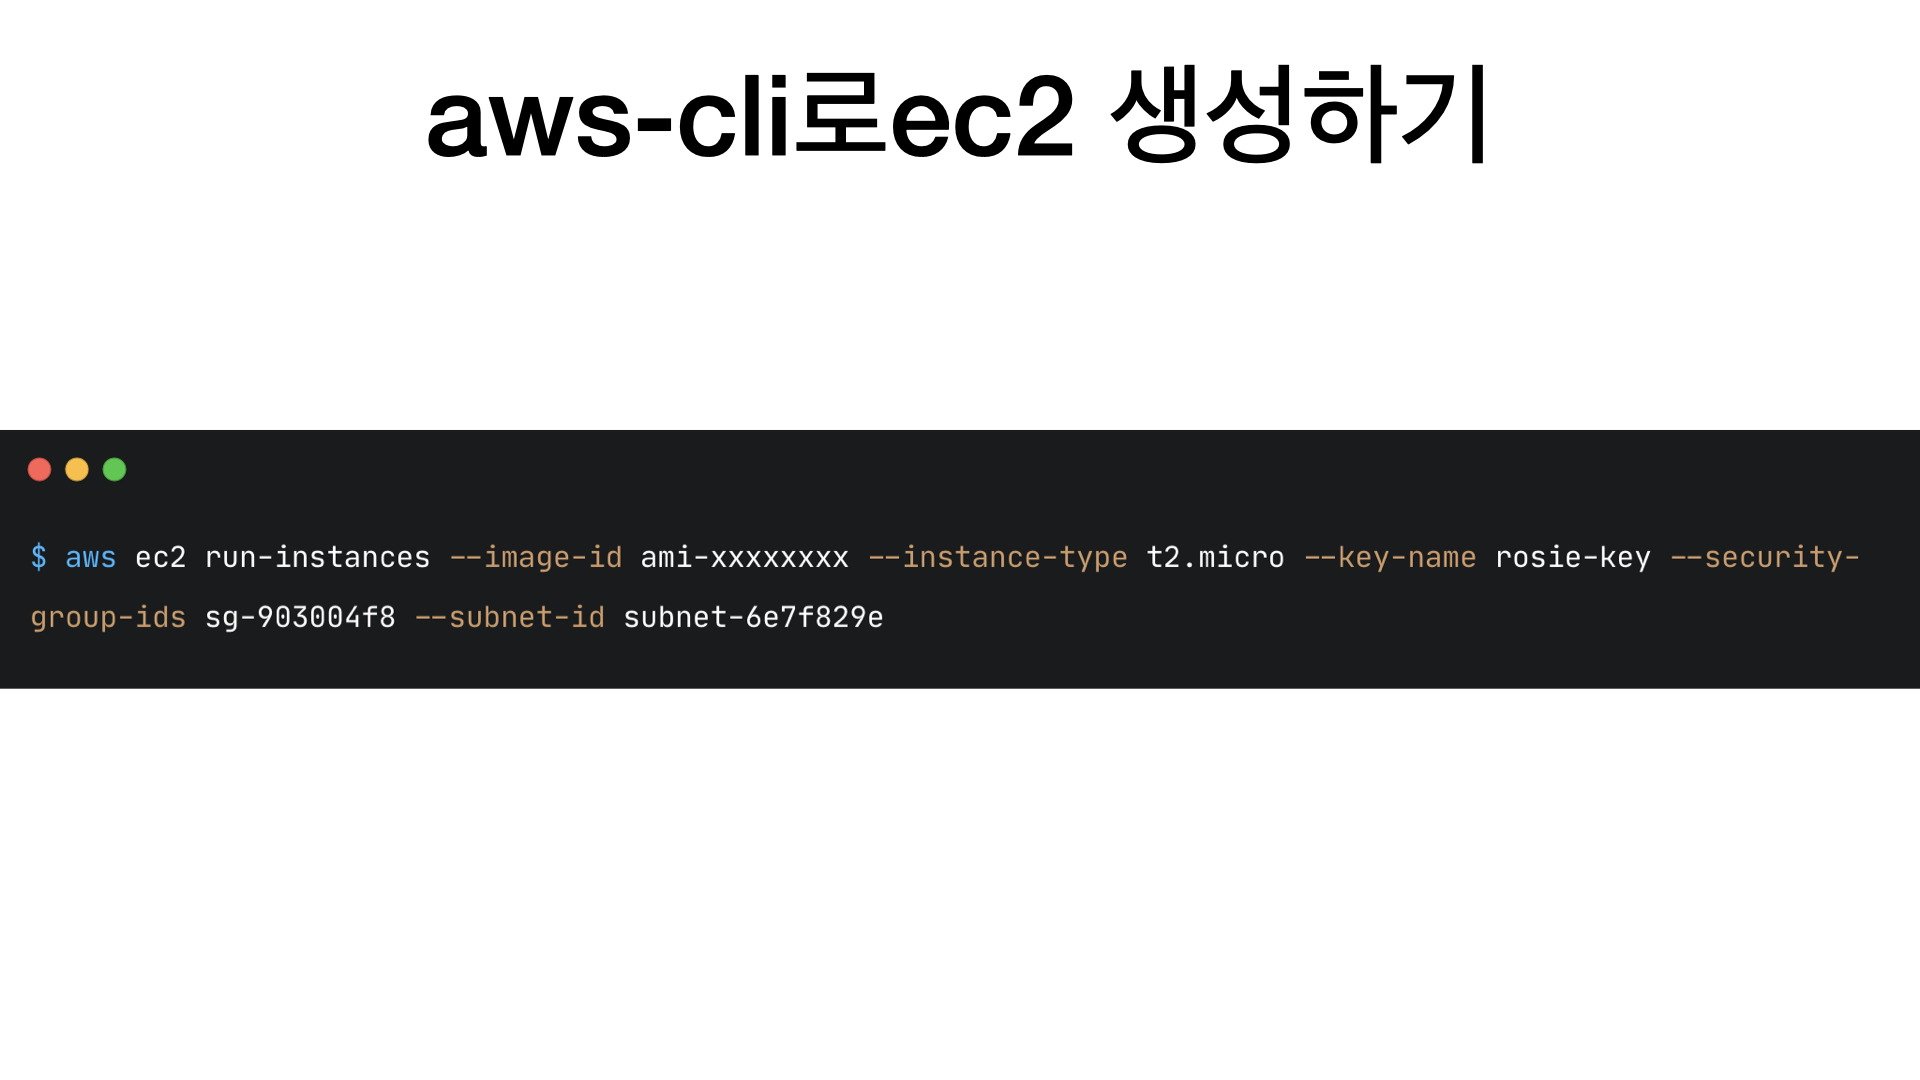 aws-cli로ec2 생성하기
$ aws ec2 run-instances --image-id ami-xxxxxxxx --instance-type t2.micro --key-name rosie-key --security-
group-ids sg-903004f8 --subnet-id subnet-6e7f829e